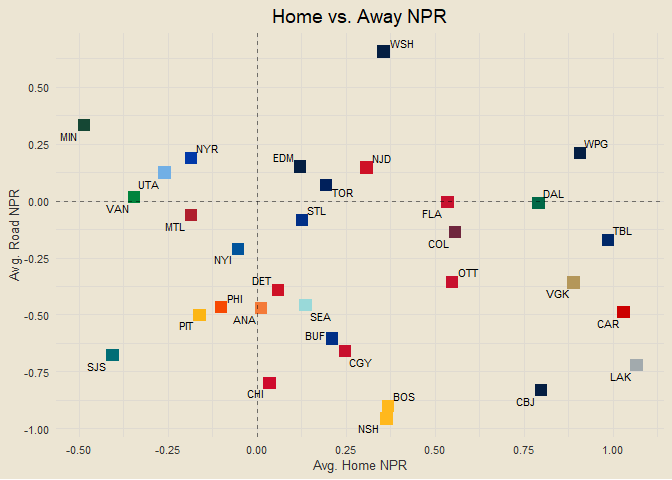 Home vs. Away NPR
WSH
0.50
MIN
NYR
EDM
NJD
WPG
0.25
UTA
TOR
DAL
VAN
STL
FLA
0.00
MTL
COL
TBL
NYI
-0.25
DET
OTT
VGK
PHI
SEA
PIT
ANA
CAR
-0.50
BUF
SJS
CGY
LAK
-0.75
CHI
BOS
CBJ
NSH
-1.00
-0.50
-0.25
0.00
0.25
0.50
0.75
1.00
Avg. Home NPR
Avg. Road NPR